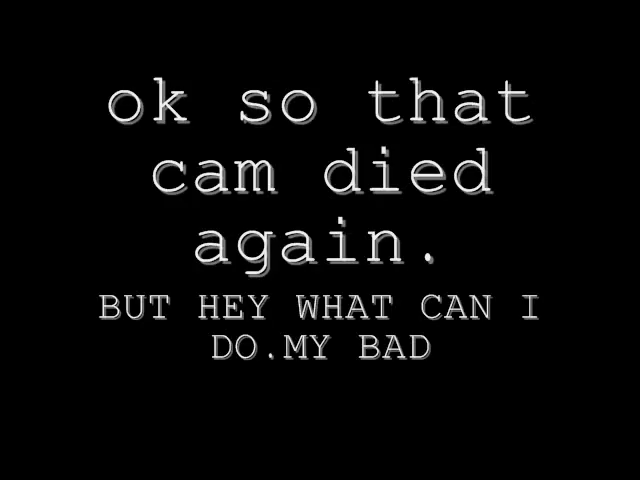 ok so that
cam died
again.
BUT HEY WHAT CAN I
DO.MY BAD